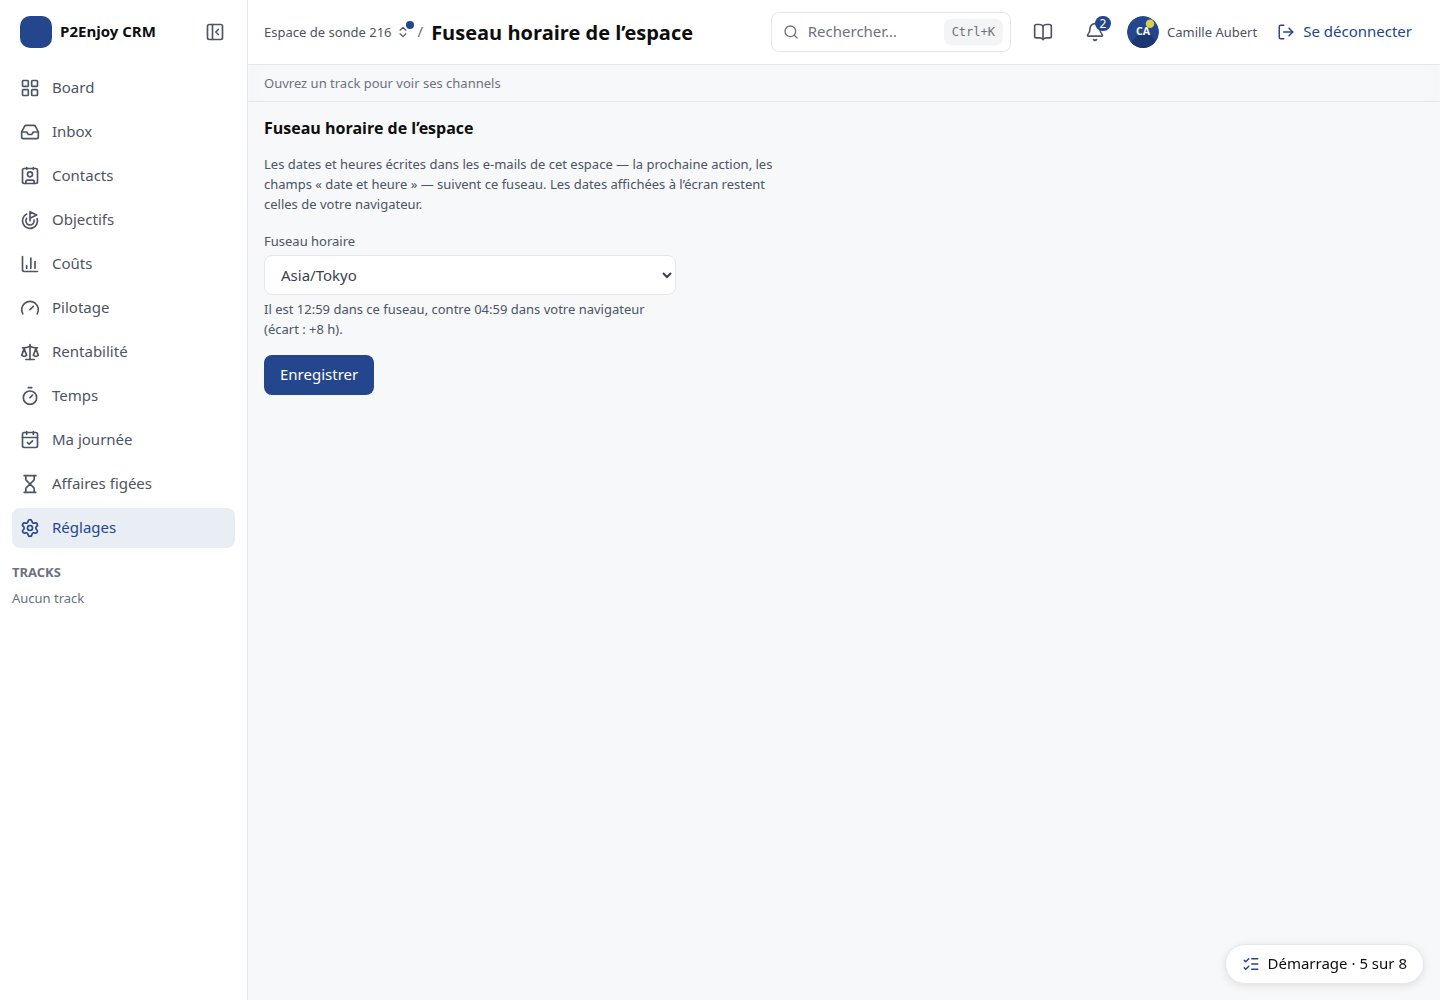 P2Enjoy CRM
Board
Inbox
Contacts
Objectifs
Coûts
Pilotage
Rentabilité
Temps
Ma journée
Affaires figées
Réglages
TRACKS
Aucun track
Espace de sonde 216 / Fuseau horaire de l’espace
Rechercher... Ctrl+K
2
CA Camille Aubert
Se déconnecter
Ouvrez un track pour voir ses channels
Fuseau horaire de l’espace
Les dates et heures écrites dans les e-mails de cet espace — la prochaine action, les
champs « date et heure » — suivent ce fuseau. Les dates affichées à l’écran restent
celles de votre navigateur.
Fuseau horaire
Asia/Tokyo
Il est 12:59 dans ce fuseau, contre 04:59 dans votre navigateur
(écart : +8 h).
Enregistrer
Démarrage · 5 sur 8